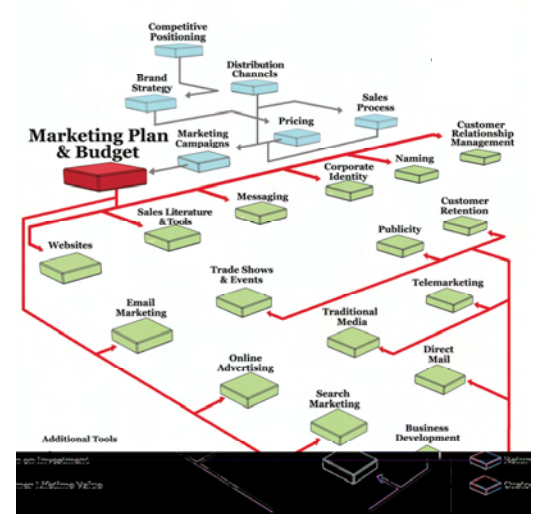 Competitive
Positioning
Distribution
Channels
Brand
Strategy
Sales
Process
Pricing
Marketing Plan
& Budget
Marketing
Campaigns
Customer
Relationship
Management
Naming
Corporate
Identity
Messaging
Customer
Retention
Sales Literature
& Tools
Publicity
Websites
Trade Shows
& Events
Telemarketing
Email
Marketing
Traditional
Media
Direct
Mail
Online
Advertising
Search
Marketing
Business
Development
Additional Tools